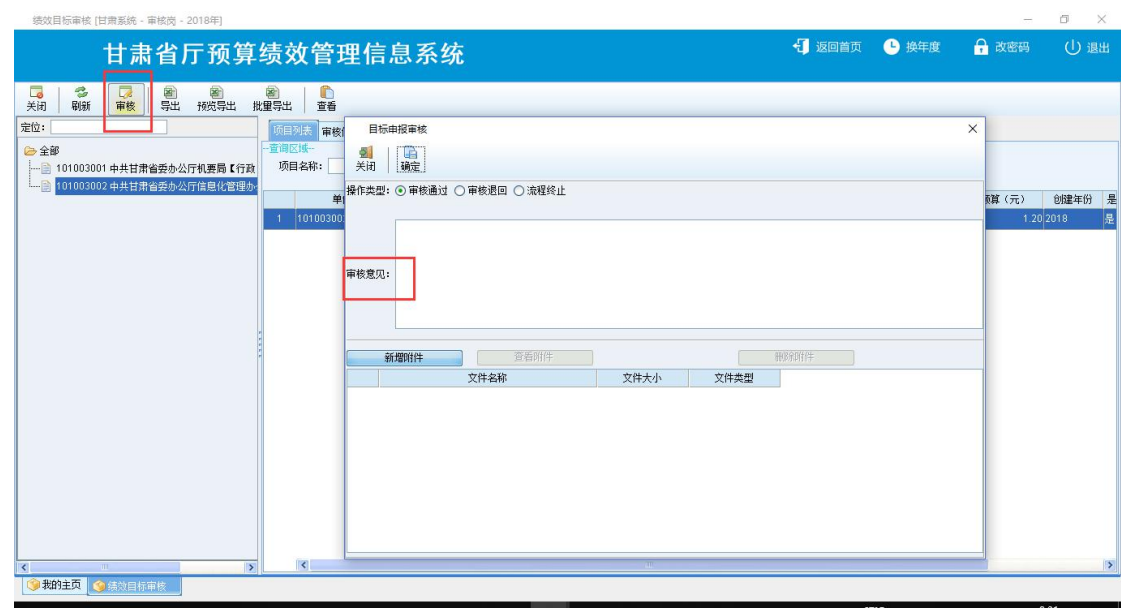 绩效目标审核 [甘肃系统 - 审核岗 - 2018年]
甘肃省厅预算绩效管理信息系统
返回首页 换年度 改密码 退出
关闭 刷新 审核 导出 预览导出 批量导出 查看
定位:
全部
101003001 中共甘肃省委办公厅机要局【行政
101003002 中共甘肃省委办公厅信息化管理办
项目列表 审核
查询区域
项目名称:
单
预算（元） 创建年份 是
1 10100300
1.20 2018 是
目标申报审核
关闭 确定
操作类型: 审核通过 审核退回 流程终止
审核意见:
新增附件 查看附件 删除附件
文件名称 文件大小 文件类型
我的主页 绩效目标审核